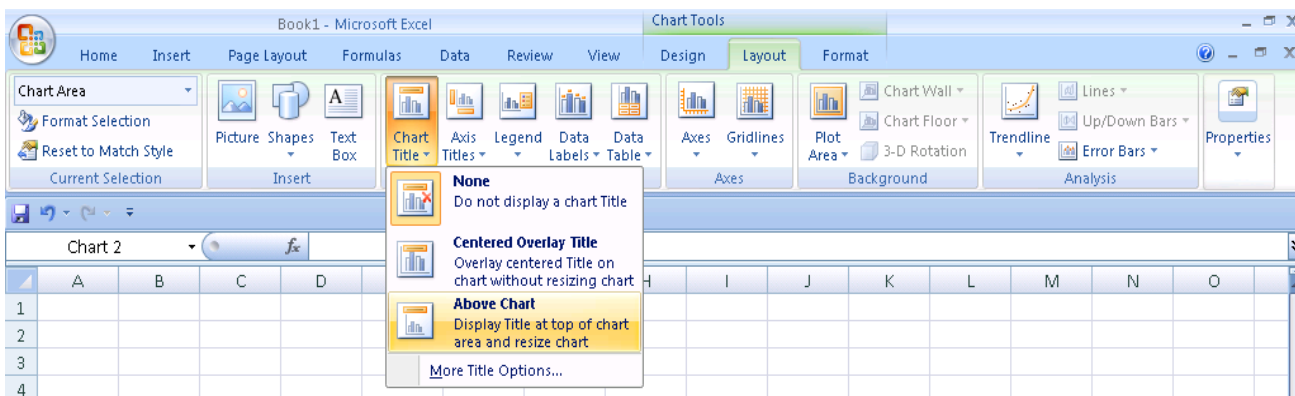 Book1 - Microsoft Excel
Chart Tools
Home Insert Page Layout Formulas Data Review View Design Layout Format
Chart Area
Format Selection
Reset to Match Style
Current Selection
Picture Shapes Text Box
Insert
Chart Title
Axis Titles
Legend
Data Labels
Data Table
Axes Gridlines
Axes
Plot Area
Chart Wall
Chart Floor
3-D Rotation
Background
Trendline
Lines
Up/Down Bars
Error Bars
Analysis
Properties
None
Do not display a chart Title
Centered Overlay Title
Overlay centered Title on
chart without resizing chart
Above Chart
Display Title at top of chart
area and resize chart
More Title Options...
Chart 2 fx
A B C D H I J K L M N O
1
2
3
4